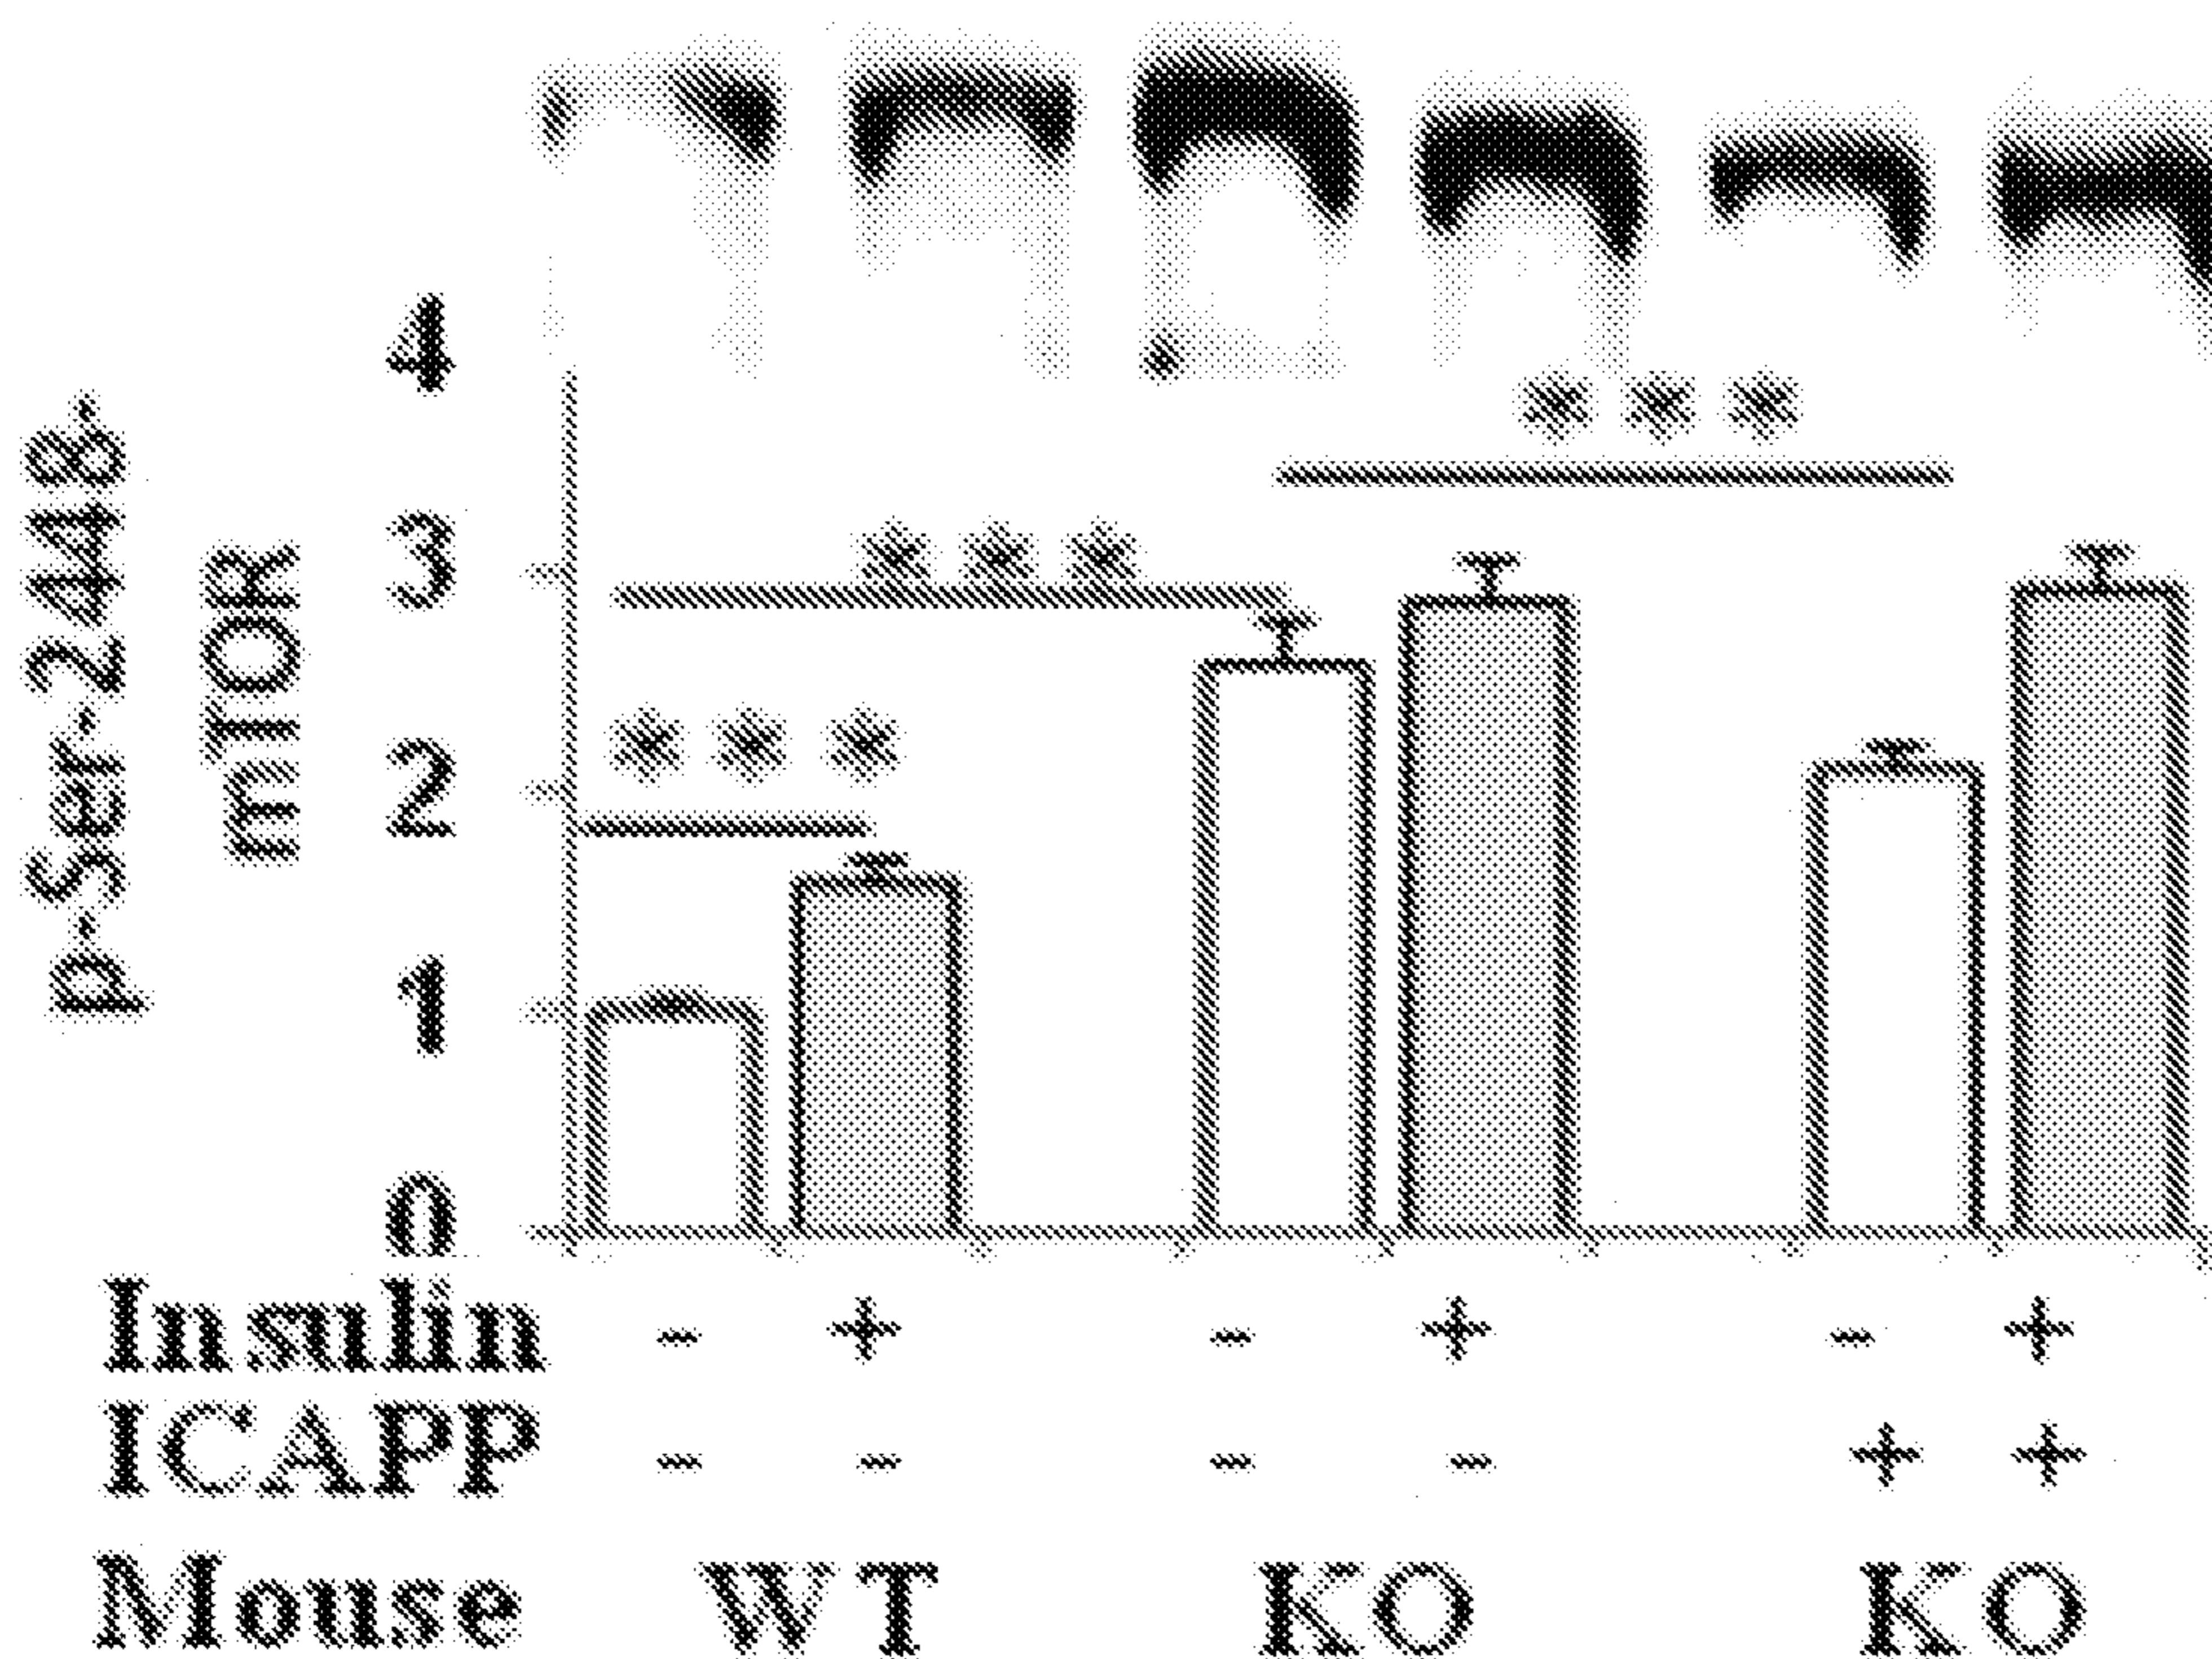 p-Ser-2448-
mTOR
4
3
2
1
0
* * *
* * *
* * *
Insulin - + - + - +
ICAPP - - - - + +
Mouse WT KO KO